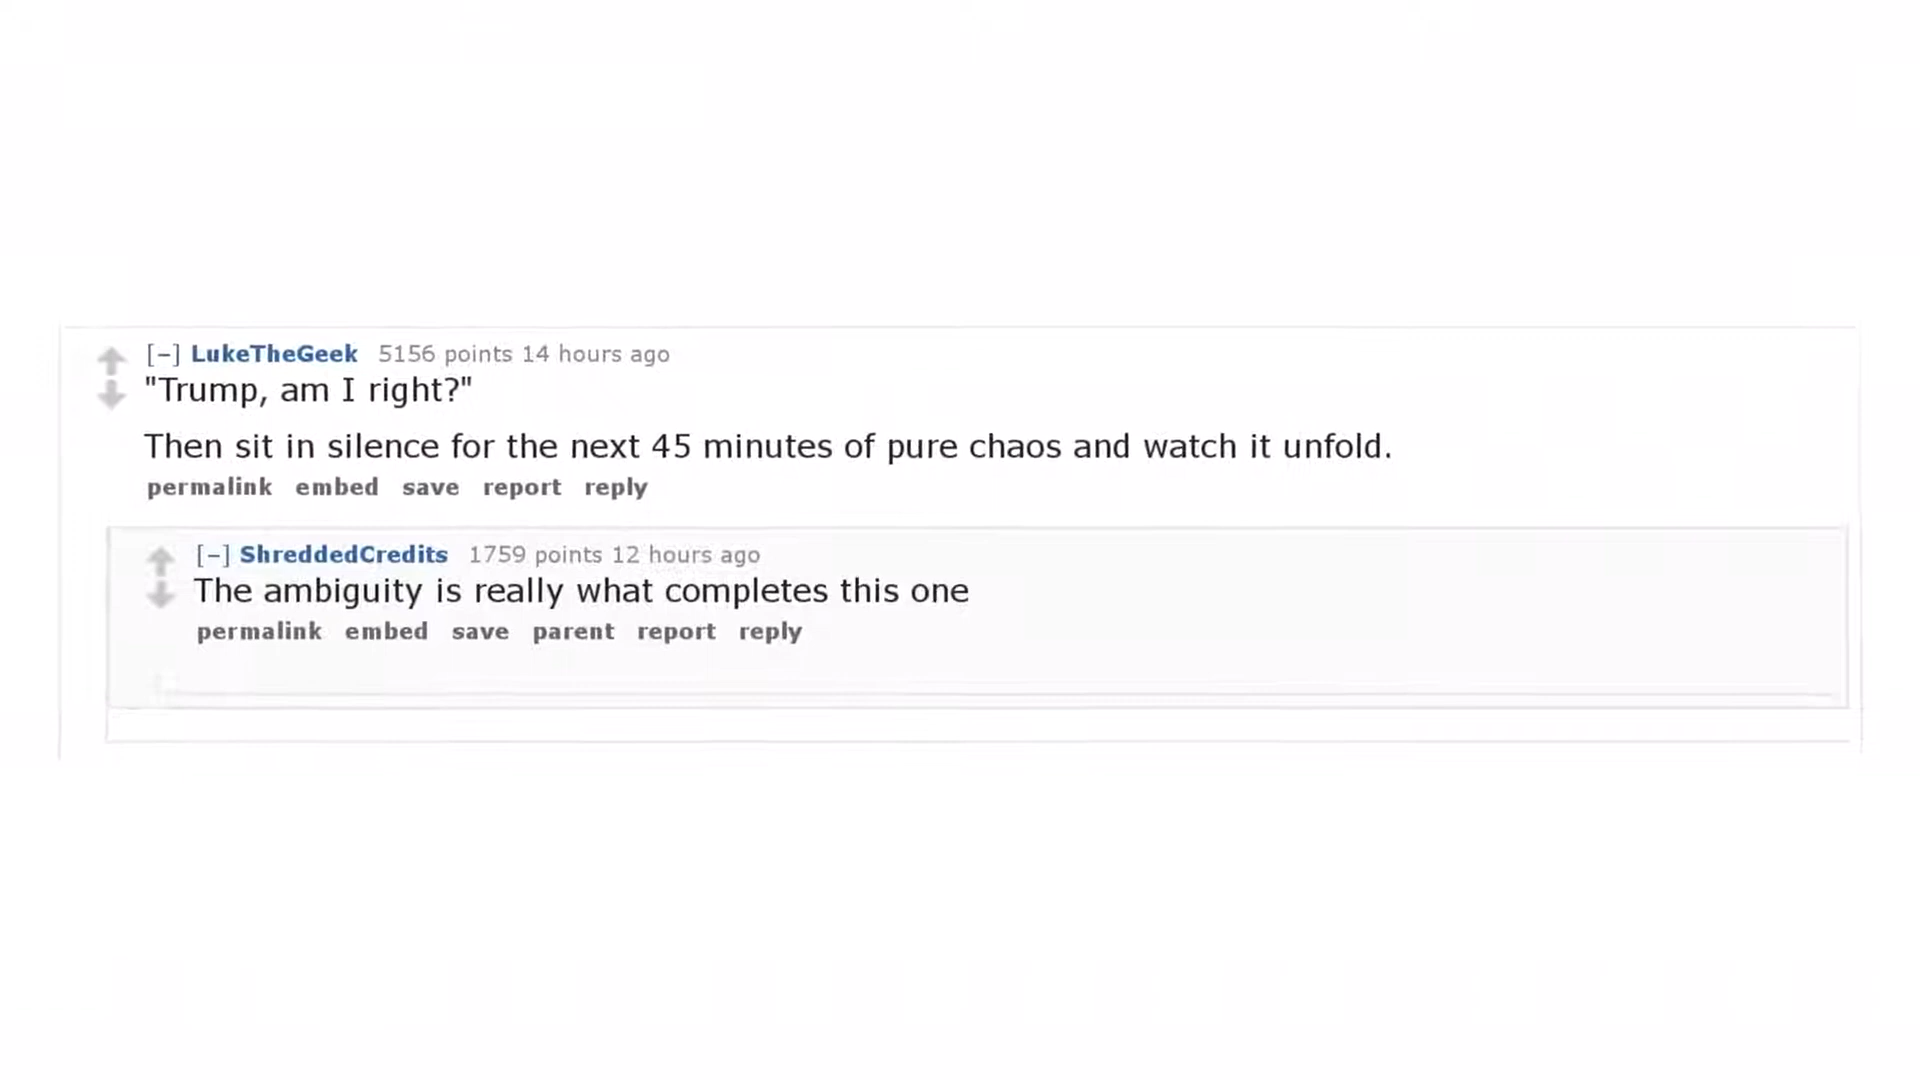 [–] LukeTheGeek 5156 points 14 hours ago
"Trump, am I right?"
Then sit in silence for the next 45 minutes of pure chaos and watch it unfold.
permalink embed save report reply
[–] ShreddedCredits 1759 points 12 hours ago
The ambiguity is really what completes this one
permalink embed save parent report reply